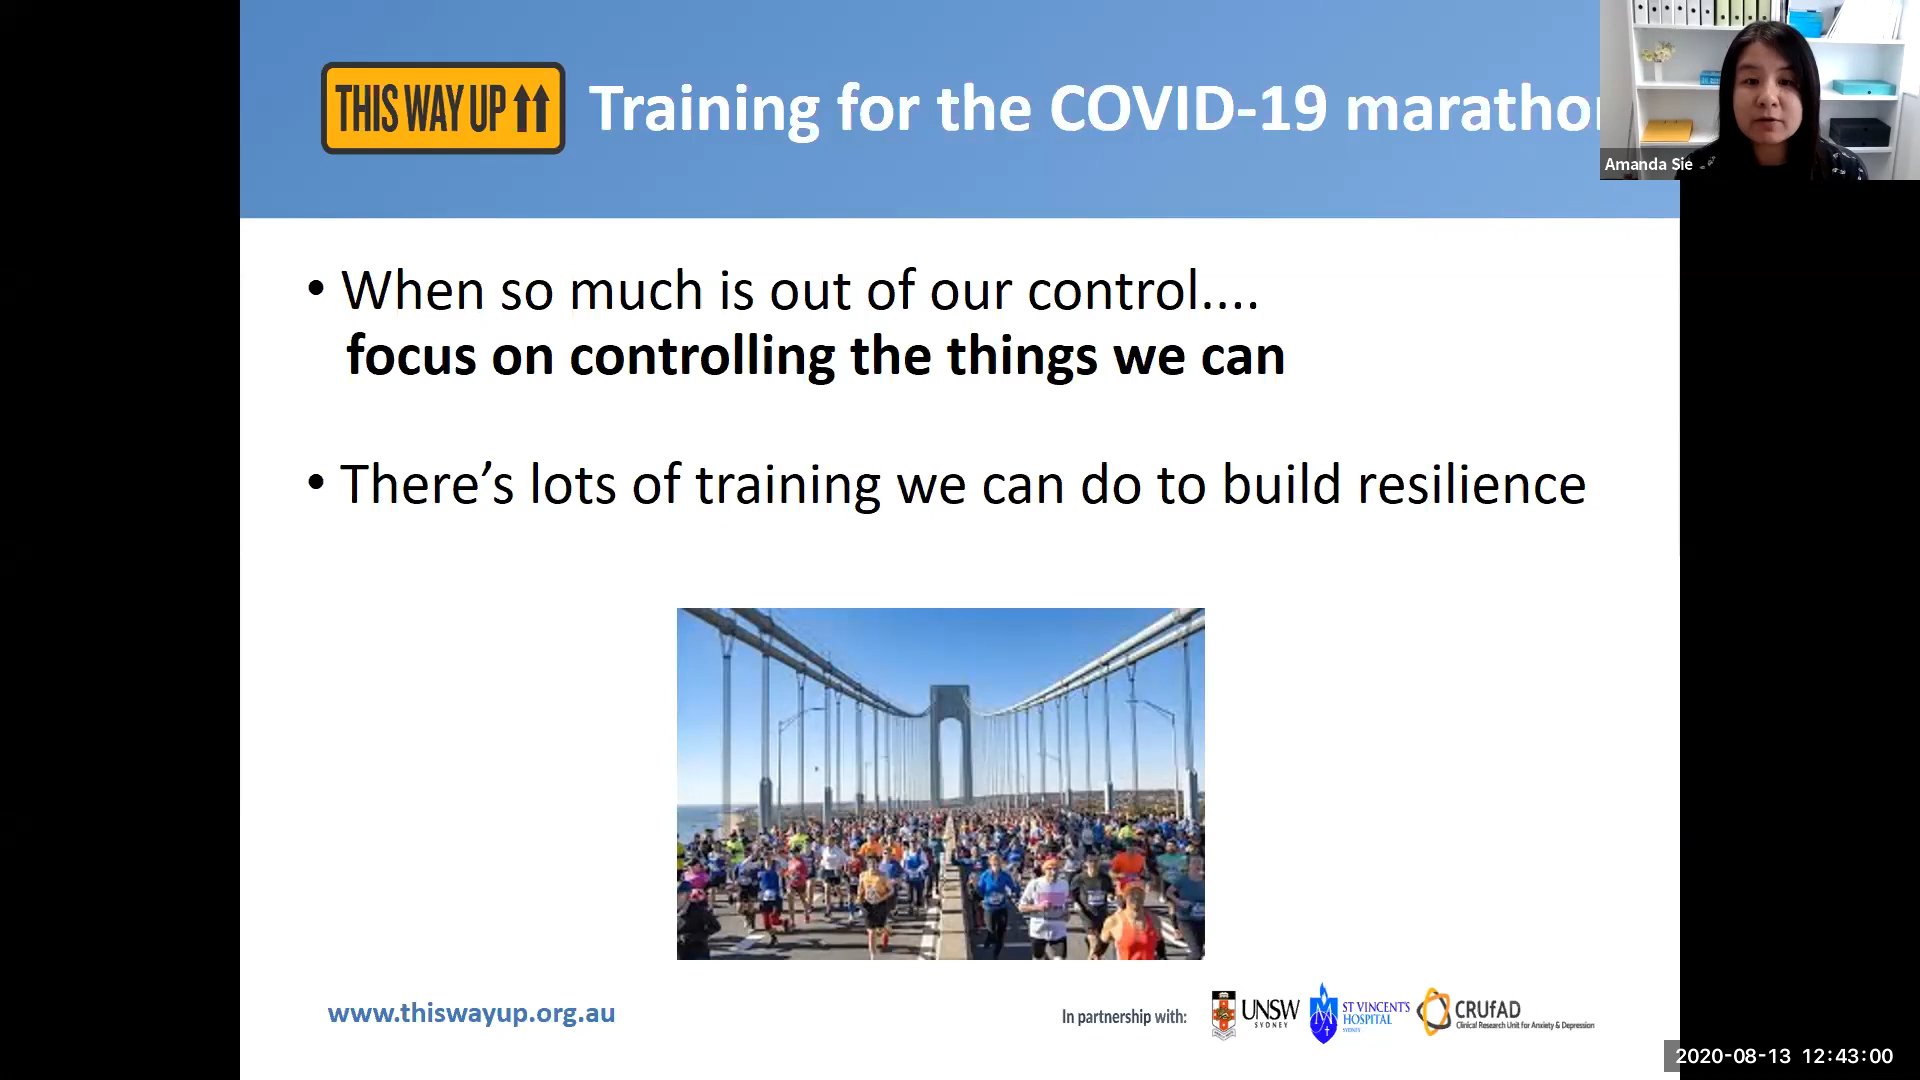 THIS WAY UP
Training for the COVID-19 maratho
Amanda Sie
• When so much is out of our control....
focus on controlling the things we can
• There's lots of training we can do to build resilience
www.thiswayup.org.au
In partnership with:
UNSW
SYDNEY
ST VINCENT'S
HOSPITAL
SYDNEY
CRUfAD
Clinical Research Unit for Anxiety & Depression
2020-08-13 12:43:00